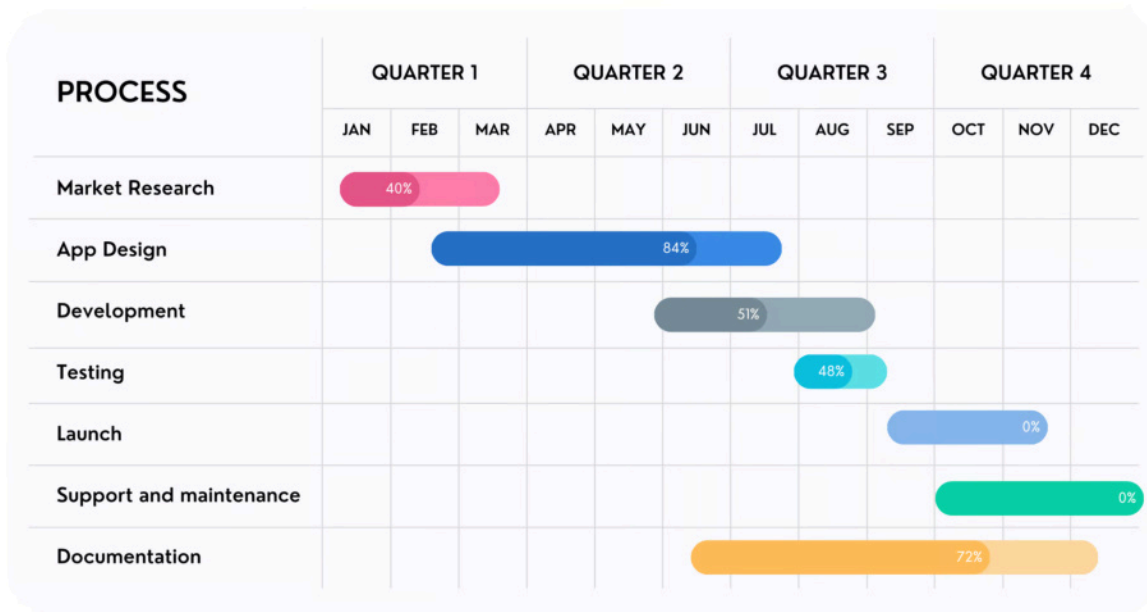 PROCESS
QUARTER 1 QUARTER 2 QUARTER 3 QUARTER 4
JAN FEB MAR APR MAY JUN JUL AUG SEP OCT NOV DEC
Market Research 40%
App Design 84%
Development 51%
Testing 48%
Launch 0%
Support and maintenance 0%
Documentation 72%